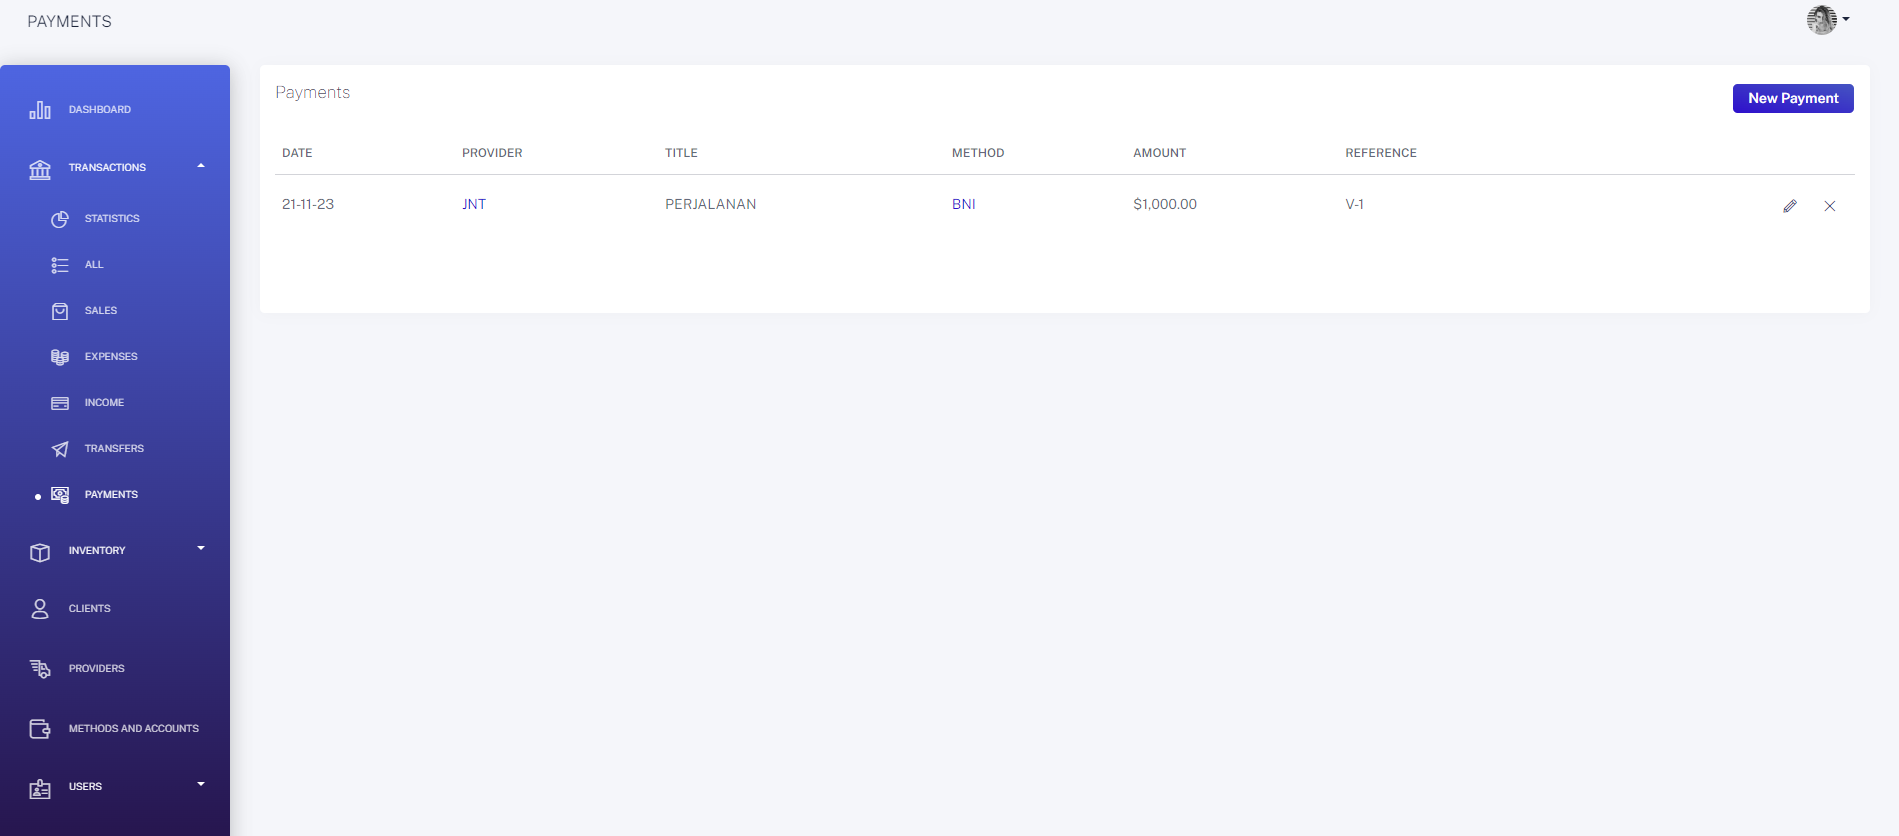 PAYMENTS
DASHBOARD
TRANSACTIONS
STATISTICS
ALL
SALES
EXPENSES
INCOME
TRANSFERS
PAYMENTS
INVENTORY
CLIENTS
PROVIDERS
METHODS AND ACCOUNTS
USERS
Payments
New Payment
DATE PROVIDER TITLE METHOD AMOUNT REFERENCE
21-11-23 JNT PERJALANAN BNI $1,000.00 V-1